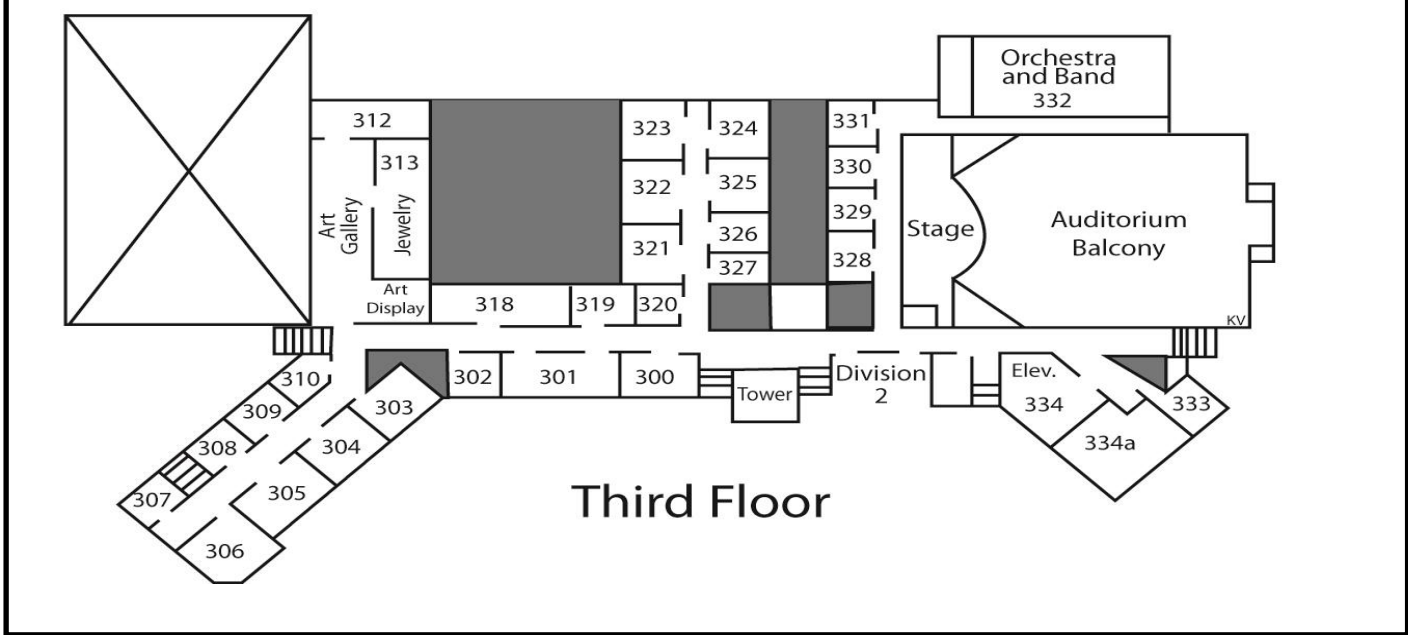 Orchestra
and Band
332
312
313
Jewelry
Art
Gallery
Art
Display
323
322
321
318
319
320
324
325
326
327
331
330
329
328
Stage
Auditorium
Balcony
KV
310
309
308
307
306
305
304
303
302
301
300
Tower
Division
2
Elev.
334
334a
333
Third Floor